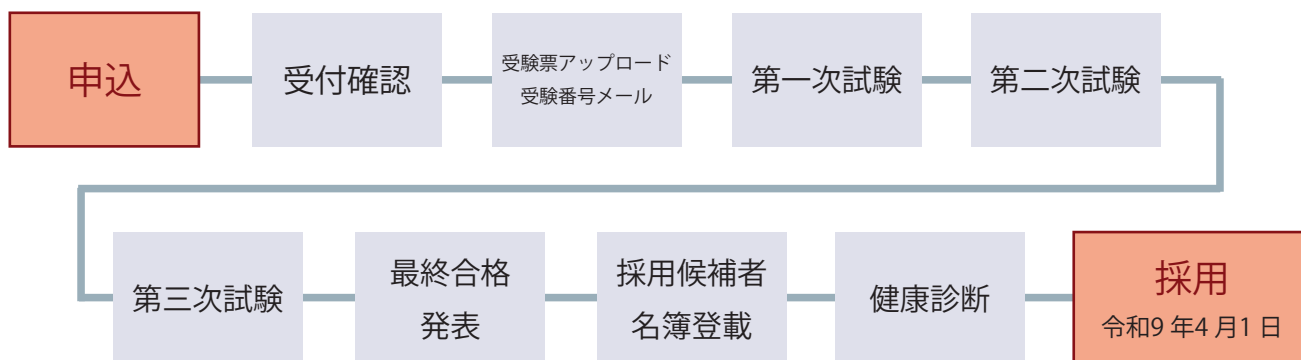 申込
受付確認
受験票アップロード
受験番号メール
第一次試験
第二次試験
第三次試験
最終合格
発表
採用候補者
名簿登載
健康診断
採用
令和9 年4 月1 日